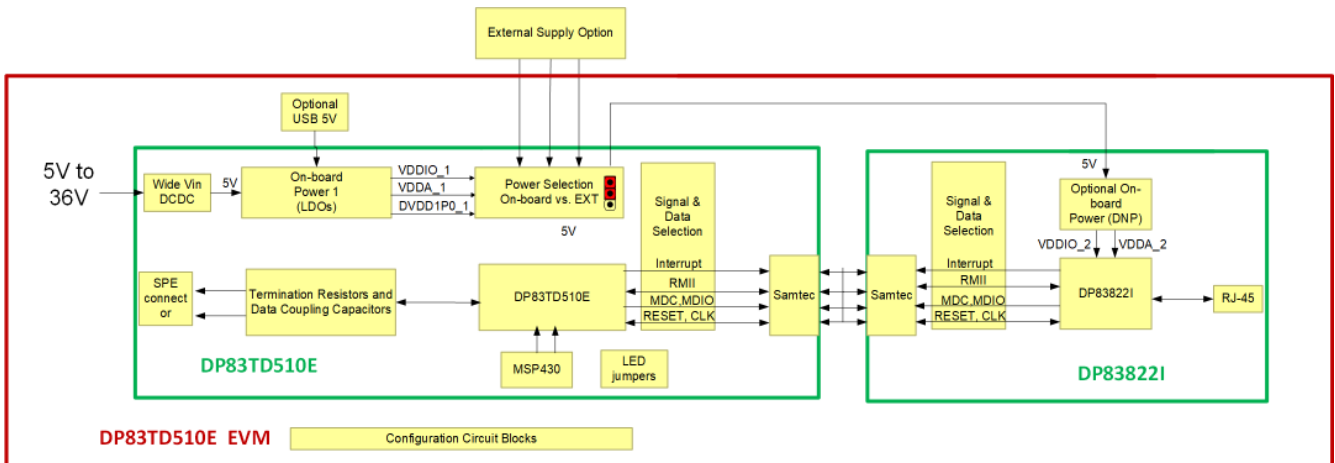 External Supply Option
Optional
USB 5V
5V to
36V
Wide Vin
DCDC
5V
On-board
Power 1
(LDOs)
VDDIO_1
VDDA_1
DVDD1P0_1
Power Selection
On-board vs. EXT
5V
Signal &
Data
Selection
SPE
connect
or
Termination Resistors and
Data Coupling Capacitors
DP83TD510E
Interrupt
RMII
MDC,MDIO
RESET, CLK
Samtec
MSP430
LED
jumpers
DP83TD510E
5V
Optional On-
board
Power (DNP)
VDDIO_2
VDDA_2
Signal &
Data
Selection
Samtec
Interrupt
RMII
MDC,MDIO
RESET, CLK
DP83822I
RJ-45
DP83822I
DP83TD510E EVM
Configuration Circuit Blocks